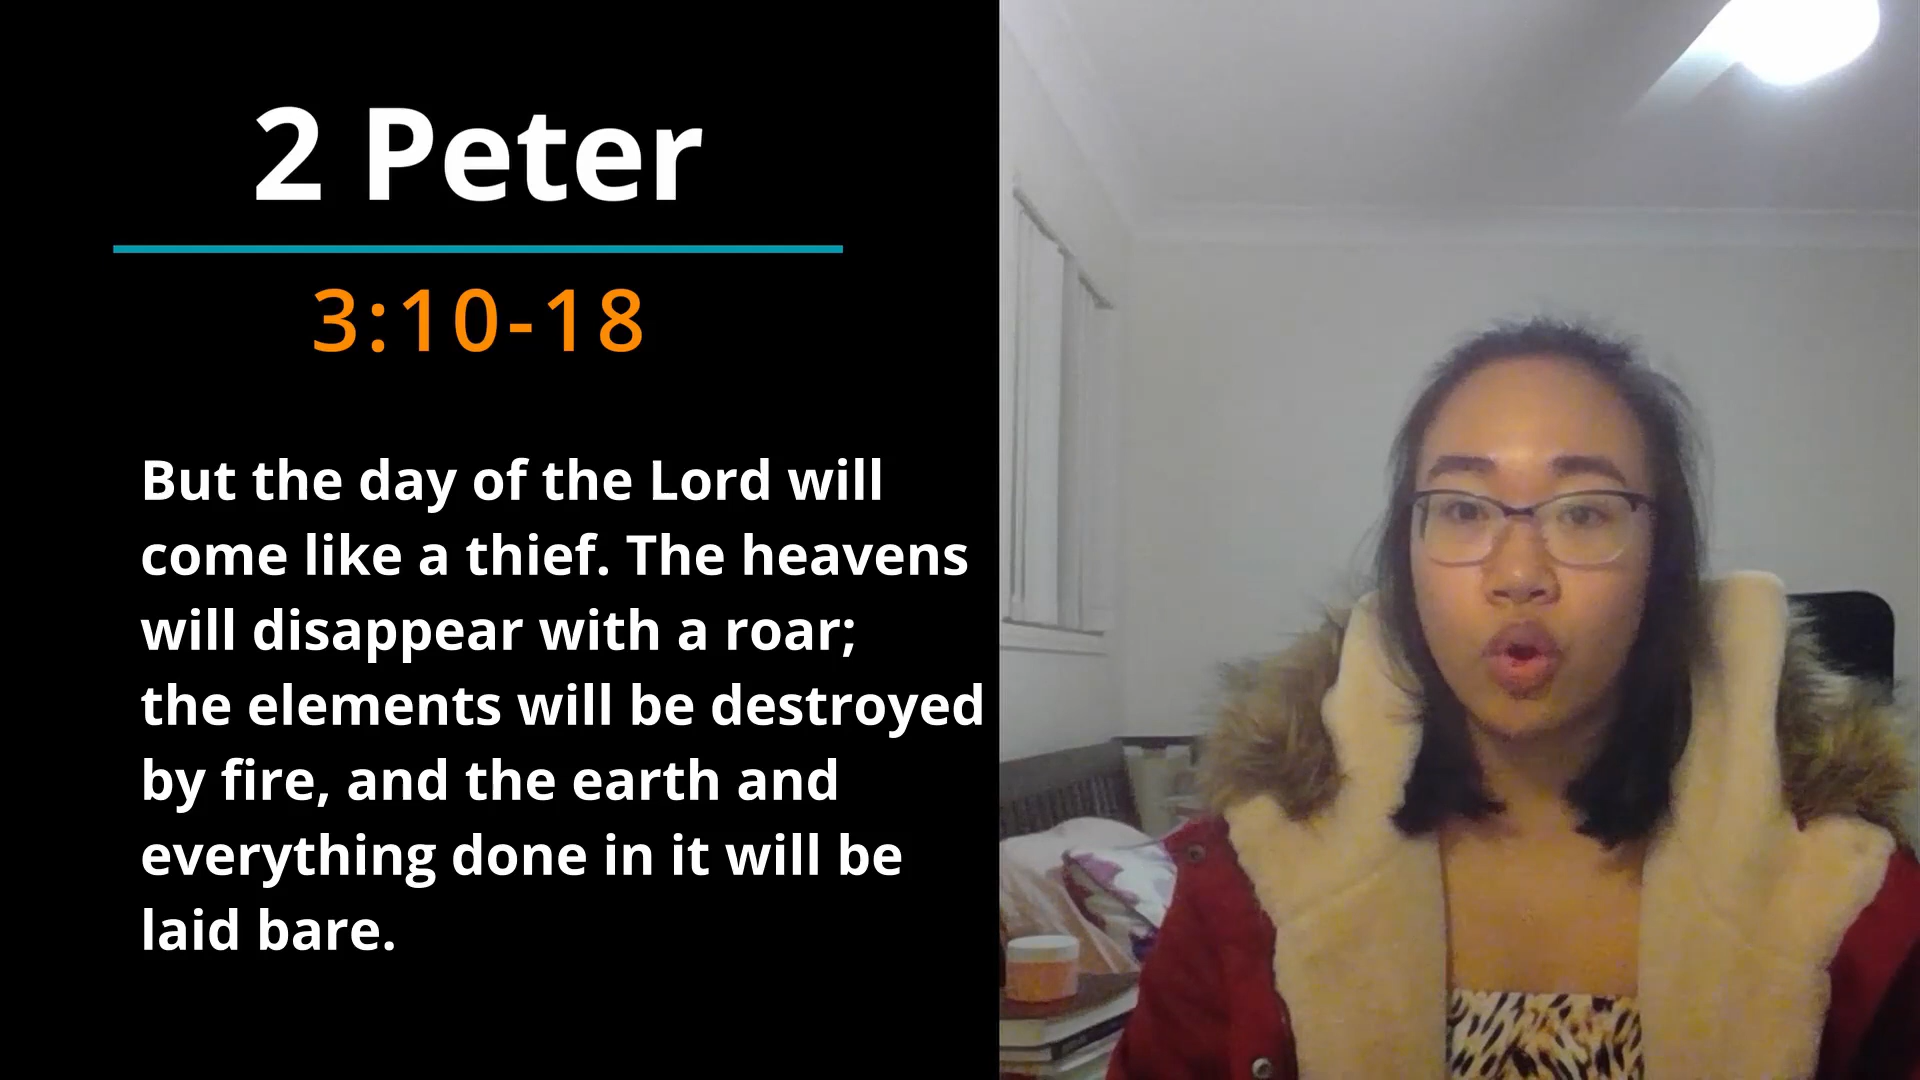 2 Peter
3:10-18
But the day of the Lord will
come like a thief. The heavens
will disappear with a roar;
the elements will be destroyed
by fire, and the earth and
everything done in it will be
laid bare.